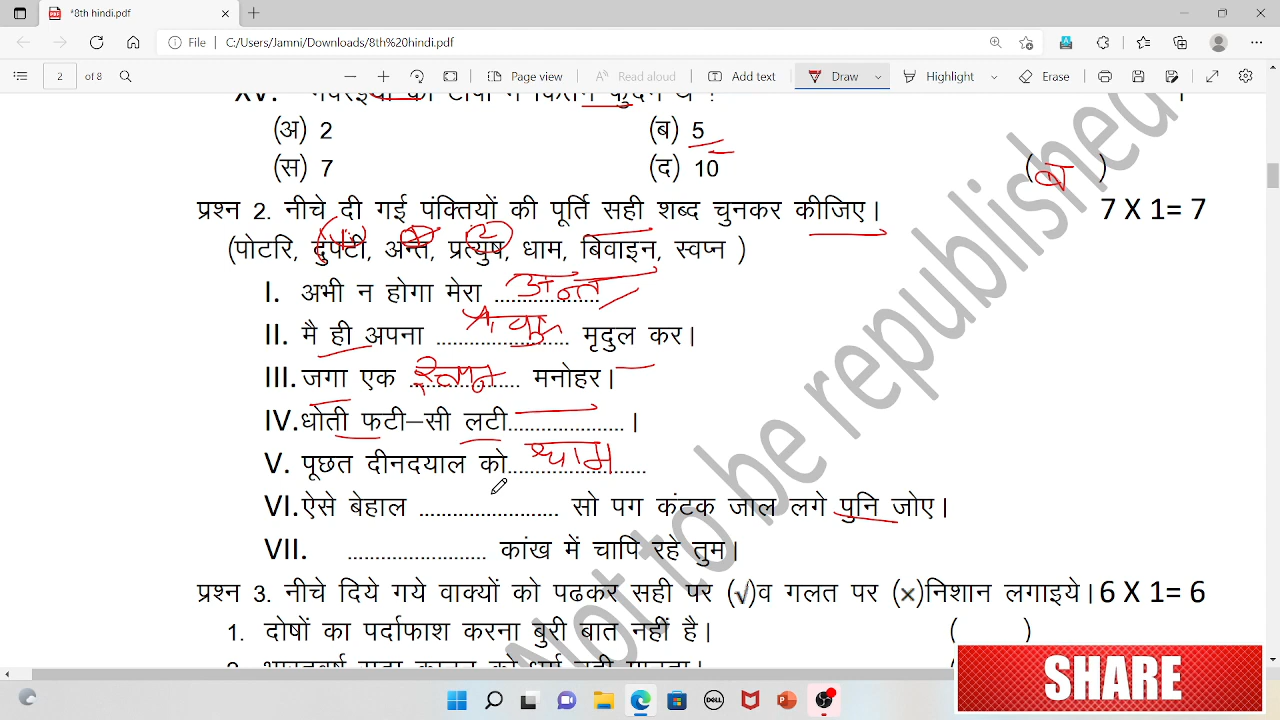 *8th hindi.pdf
File C:/Users/Jamni/Downloads/8th%20hindi.pdf
2 of 8 Page view Read aloud Add text Draw Highlight Erase
(अ) 2 (ब) 5
(स) 7 (द) 10 (ब)
प्रश्न 2. नीचे दी गई पंक्तियों की पूर्ति सही शब्द चुनकर कीजिए। 7 X 1= 7
(पोटरि, दुपटी, अन्त, प्रत्युष, धाम, बिवाइन, स्वप्न )
I. अभी न होगा मेरा ................... अन्त
II. मै ही अपना ........................ मृदुल कर।
III. जगा एक स्वप्न .................... मनोहर।
IV. धोती फटी–सी लटी..................... ।
V. पूछत दीनदयाल को......................... धाम
VI. ऐसे बेहाल ......................... सो पग कंटक जाल लगे पुनि जोए।
VII. ......................... कांख में चापि रहे तुम।
प्रश्न 3. नीचे दिये गये वाक्यों को पढकर सही पर (√)व गलत पर (×)निशान लगाइये। 6 X 1= 6
1. दोषों का पर्दाफाश करना बुरी बात नहीं है। ( )
Not to be republished
SHARE
DELL